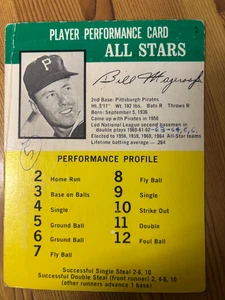 PLAYER PERFORMANCE CARD
ALL STARS
P
Bill Mazeroski
2nd Base: Pittsburgh Pirates
Ht. 5'11" Wt. 182 lbs. Bats R Throws R
Born: September 5, 1936
Came up with Pirates in 1956
Led National League second basemen in
double plays 1960-61-62
Elected to 1958, 1959, 1960, 1964 All-Star teams
Lifetime batting average - .264
PERFORMANCE PROFILE
2 Home Run
3 Base on Balls
4 Single
5 Ground Ball
6 Ground Ball
7 Fly Ball
8 Fly Ball
9 Single
10 Strike Out
11 Double
12 Foul Ball
Successful Single Steal 2-6, 10
Successful Double Steal (front runner) 2, 4-6, 10
(other runners advance 1 base)